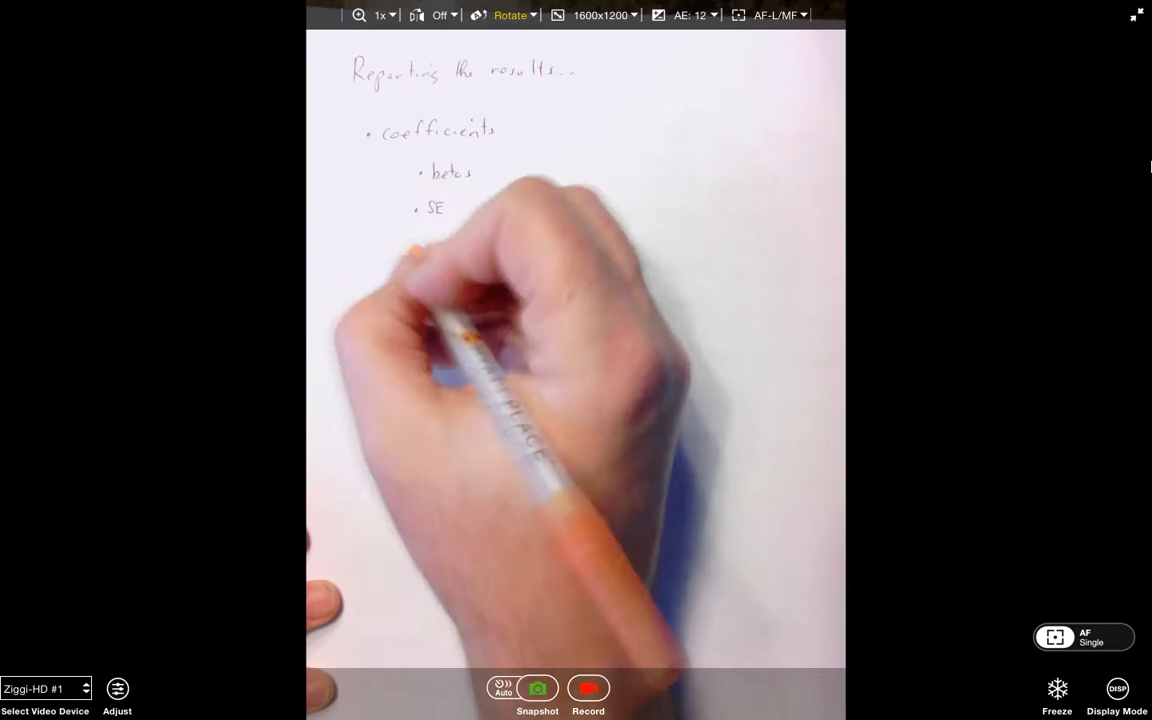 1x Off Rotate 1600x1200 AE: 12 AF-L/MF
Reporting the results...
• coefficients
• betas
• SE
AF
Single
Ziggi-HD #1
Auto
Select Video Device
Adjust
Snapshot
Record
Freeze
DISP
Display Mode